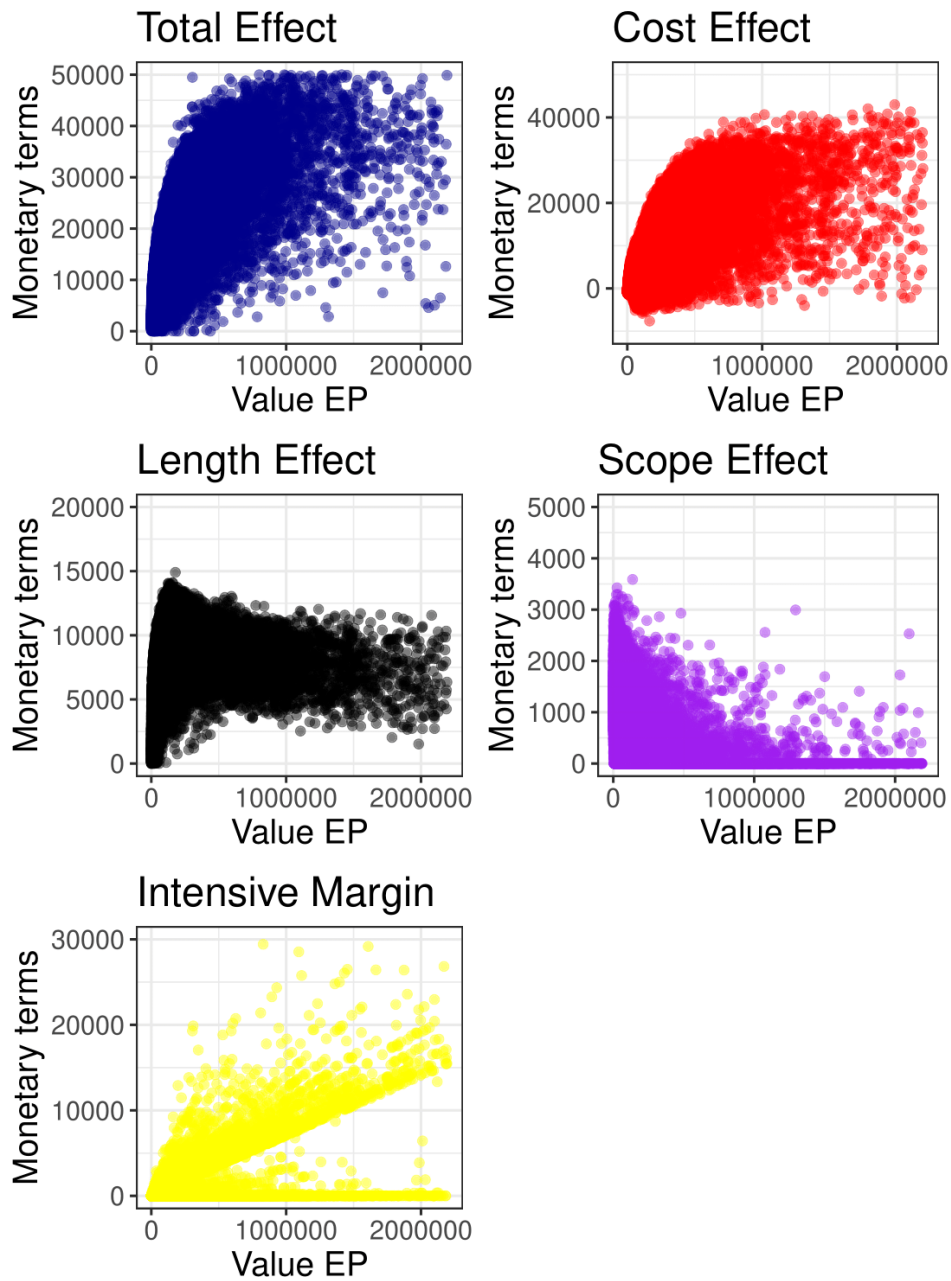 Total Effect
Monetary terms
50000
40000
30000
20000
10000
0
0 1000000 2000000
Value EP
Cost Effect
Monetary terms
40000
20000
0
0 1000000 2000000
Value EP
Length Effect
Monetary terms
20000
15000
10000
5000
0
0 1000000 2000000
Value EP
Scope Effect
Monetary terms
5000
4000
3000
2000
1000
0
0 1000000 2000000
Value EP
Intensive Margin
Monetary terms
30000
20000
10000
0
0 1000000 2000000
Value EP